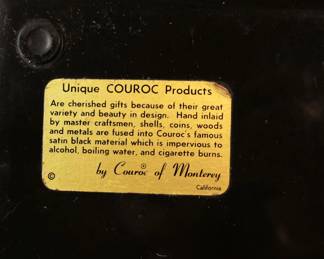 Unique COUROC Products
Are cherished gifts because of their great
variety and beauty in design. Hand inlaid
by master craftsmen, shells, coins, woods
and metals are fused into Couroc's famous
satin black material which is impervious to
alcohol, boiling water, and cigarette burns.
by Couroc® of Monterey
© California